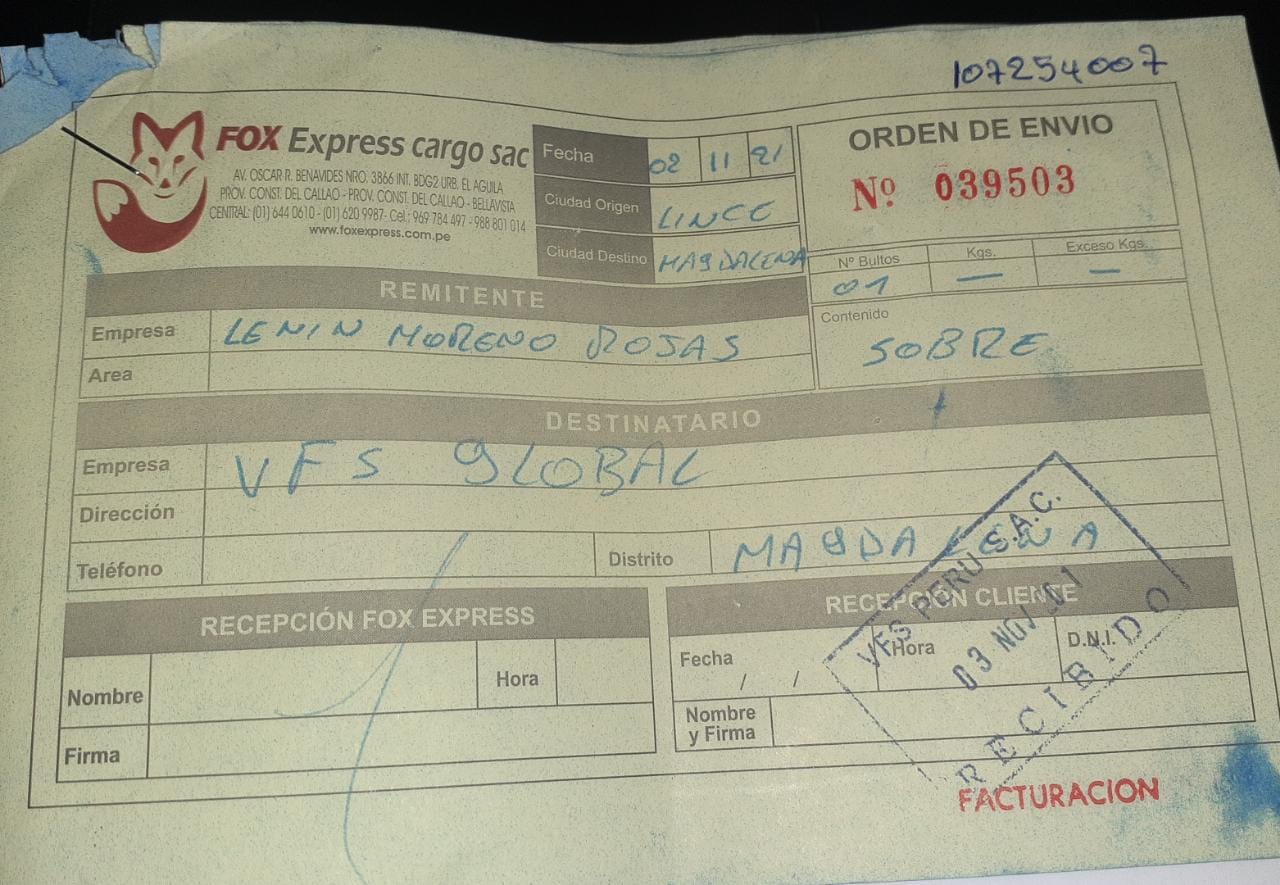 107254007
FOX Express cargo sac
AV. OSCAR R. BENAVIDES NRO. 3866 INT. BDG2 URB. EL AGUILA
PROV. CONST. DEL CALLAO - PROV. CONST. DEL CALLAO - BELLAVISTA
CENTRAL: (01) 644 0610 - (01) 620 9987- Cel.: 969 784 497 - 988 801 014
www.foxexpress.com.pe
Fecha 02 11 21
Ciudad Origen LINCE
Ciudad Destino MAGDALENA
ORDEN DE ENVIO
Nº 039503
Nº Bultos Kgs. Exceso Kgs.
01 — —
Contenido
SOBRE
REMITENTE
Empresa LENIN MORENO ROJAS
Area
DESTINATARIO
Empresa VFS GLOBAL
Dirección
Teléfono Distrito MAGDALENA
RECEPCIÓN FOX EXPRESS
Nombre Hora
Firma
RECEPCIÓN CLIENTE
Fecha / / Hora D.N.I.
Nombre
y Firma
VFS PERU S.A.C.
03 NOV
RECIBIDO
FACTURACION